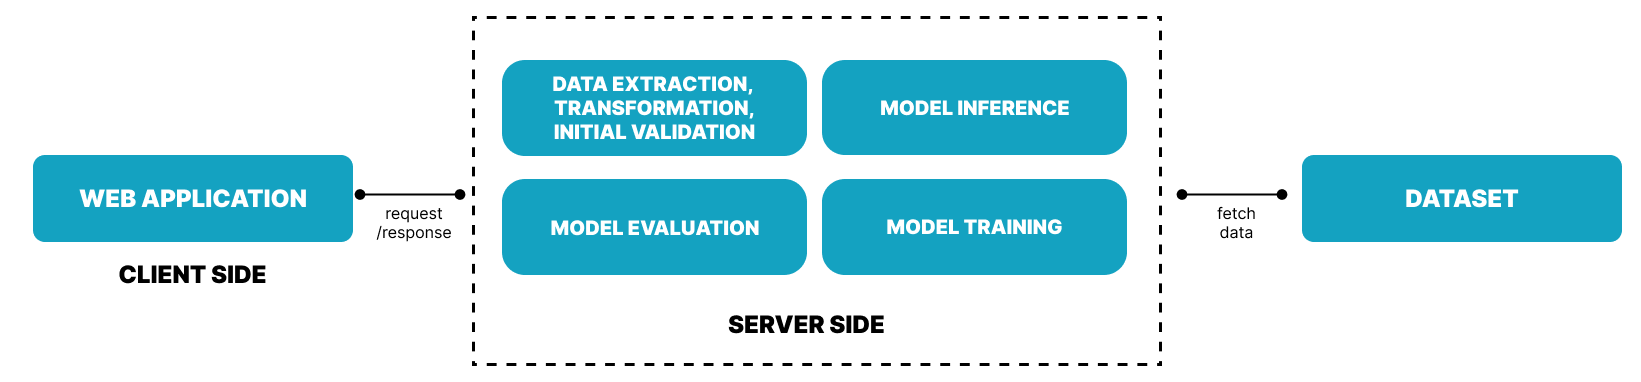 WEB APPLICATION
CLIENT SIDE
request
/response
DATA EXTRACTION,
TRANSFORMATION,
INITIAL VALIDATION
MODEL INFERENCE
MODEL EVALUATION
MODEL TRAINING
SERVER SIDE
fetch
data
DATASET